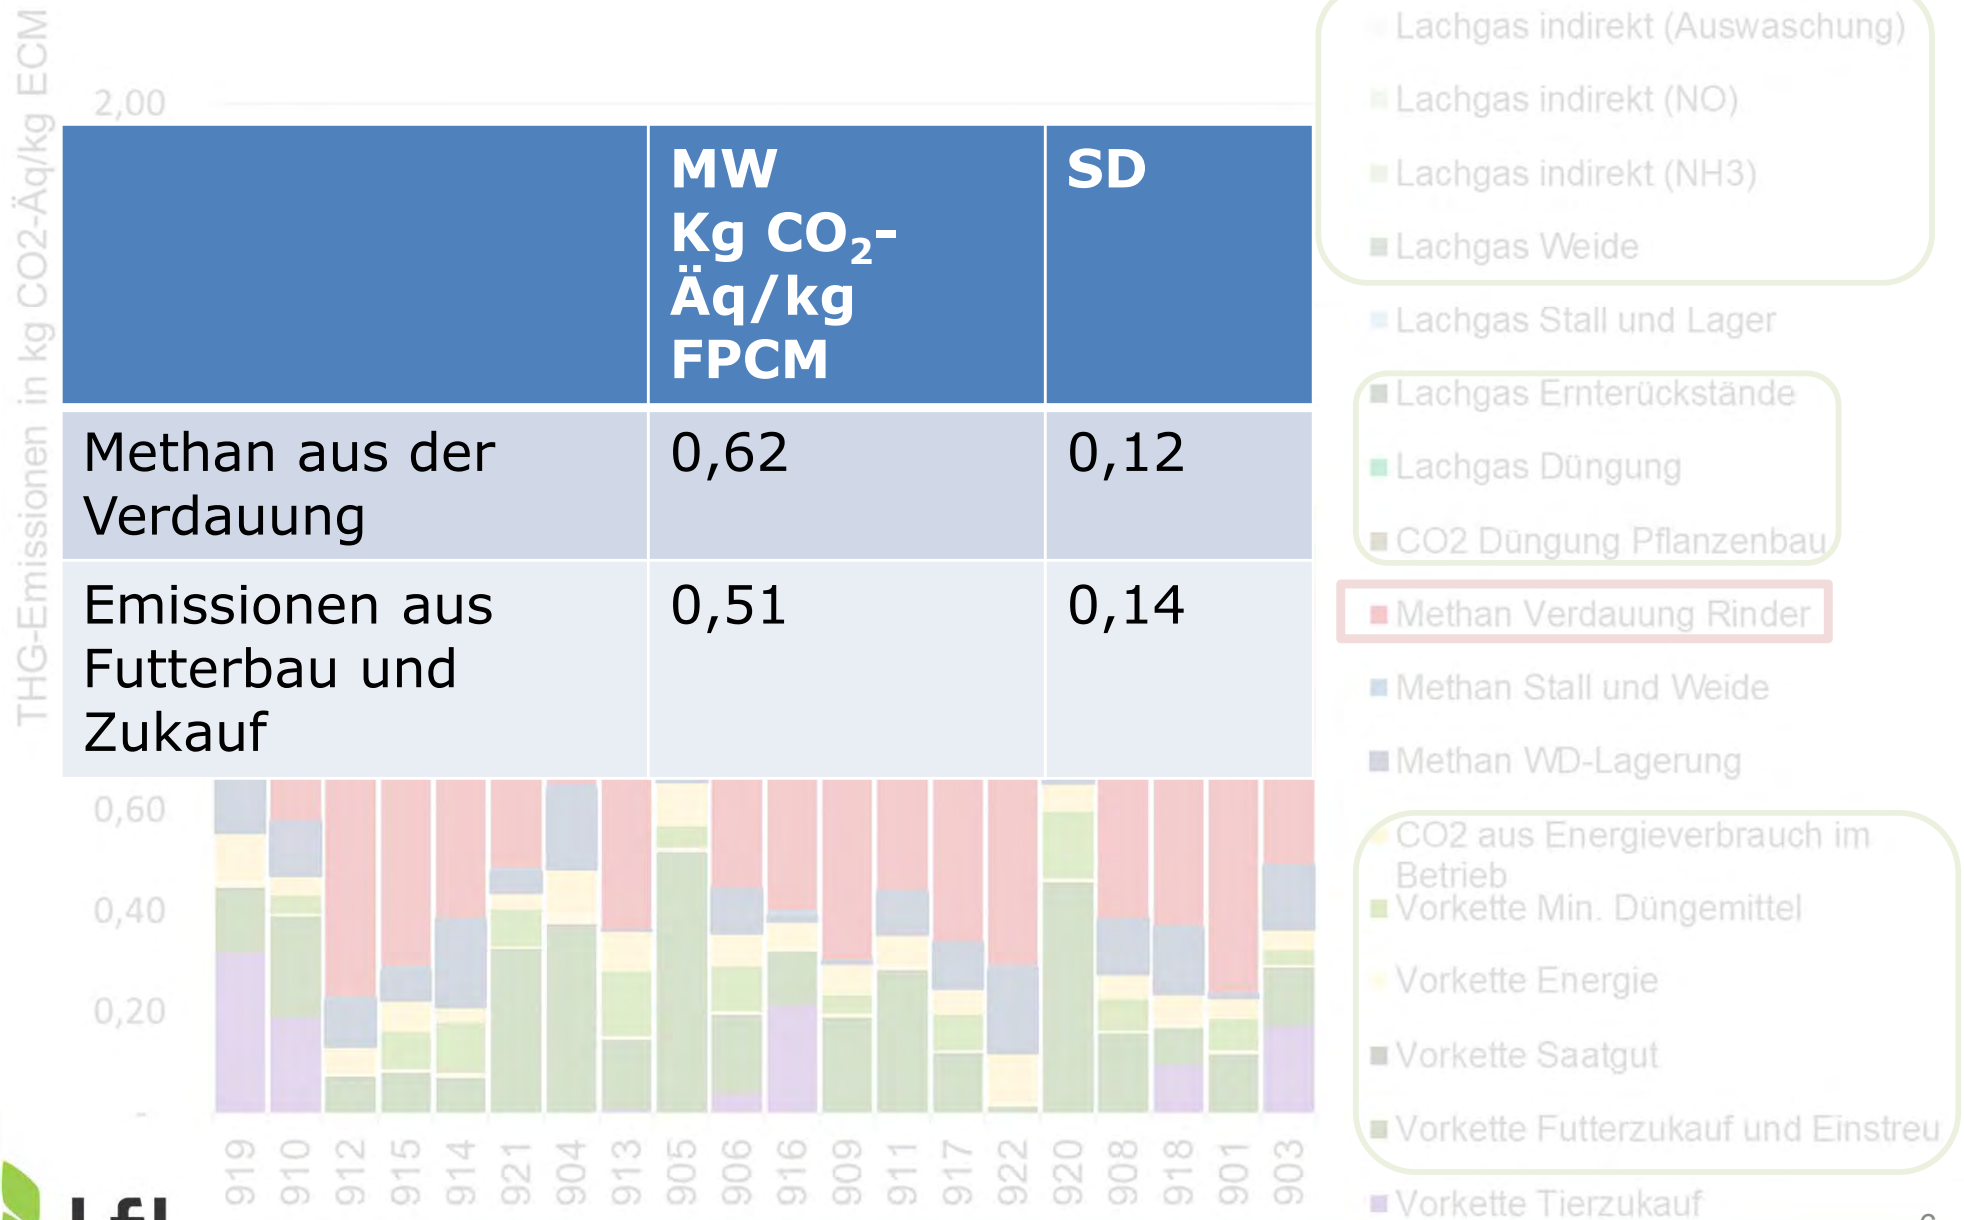 THG-Emissionen in kg CO2-Äq/kg ECM
2,00
MW
Kg CO₂-
Äq/kg
FPCM
SD
Methan aus der
Verdauung
0,62
0,12
Emissionen aus
Futterbau und
Zukauf
0,51
0,14
0,60
0,40
0,20
-
919 910 912 915 914 921 904 913 905 906 916 909 911 917 922 920 908 918 901 903
Lachgas indirekt (Auswaschung)
Lachgas indirekt (NO)
Lachgas indirekt (NH3)
Lachgas Weide
Lachgas Stall und Lager
Lachgas Ernterückstände
Lachgas Düngung
CO2 Düngung Pflanzenbau
Methan Verdauung Rinder
Methan Stall und Weide
Methan WD-Lagerung
CO2 aus Energieverbrauch im
Betrieb
Vorkette Min. Düngemittel
Vorkette Energie
Vorkette Saatgut
Vorkette Futterzukauf und Einstreu
Vorkette Tierzukauf